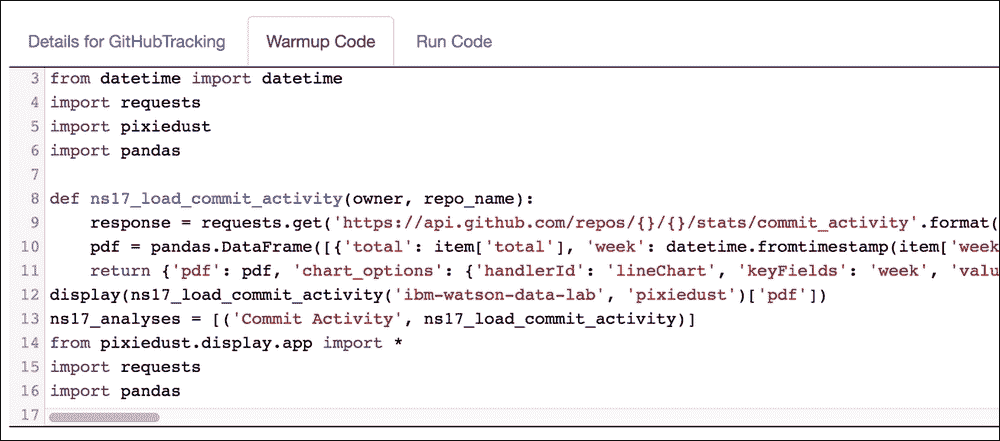 Details for GitHubTracking Warmup Code Run Code
3 from datetime import datetime
4 import requests
5 import pixiedust
6 import pandas
7
8 def ns17_load_commit_activity(owner, repo_name):
9     response = requests.get('https://api.github.com/repos/{}/{}/stats/commit_activity'.format(
10     pdf = pandas.DataFrame([{'total': item['total'], 'week': datetime.fromtimestamp(item['week
11     return {'pdf': pdf, 'chart_options': {'handlerId': 'lineChart', 'keyFields': 'week', 'valu
12 display(ns17_load_commit_activity('ibm-watson-data-lab', 'pixiedust')['pdf'])
13 ns17_analyses = [('Commit Activity', ns17_load_commit_activity)]
14 from pixiedust.display.app import *
15 import requests
16 import pandas
17